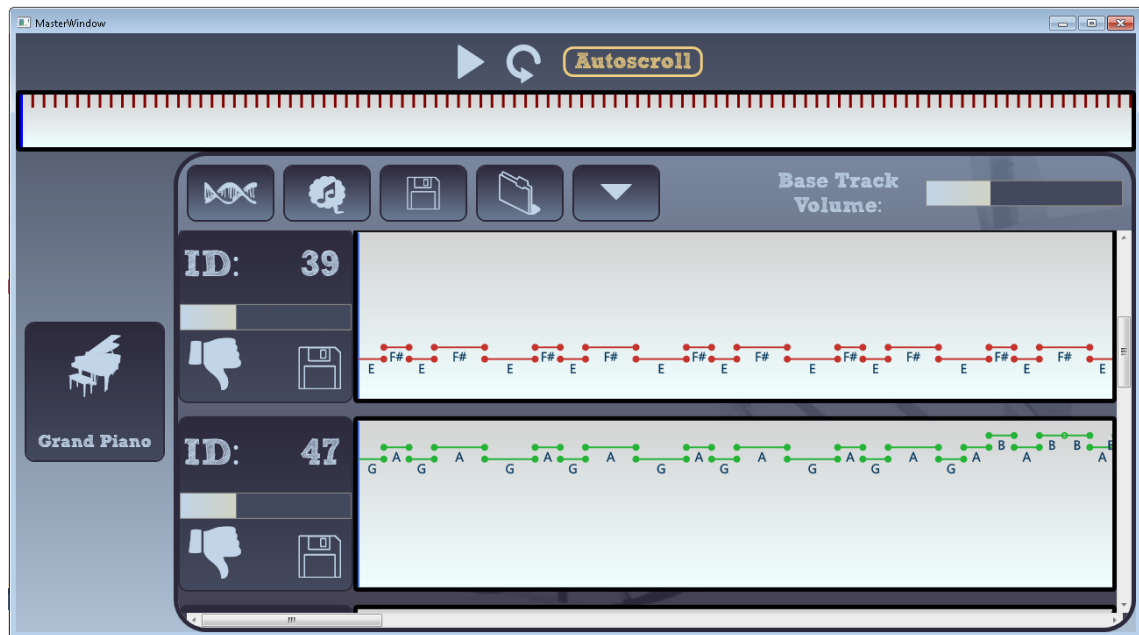 MasterWindow
Autoscroll
Base Track
Volume:
ID: 39
F# F# F# F# F# F# F# F# F# F#
E E E E E E E E E E
Grand Piano
ID: 47
B B B
A A A A A A A A A A
G G G G G G G G G